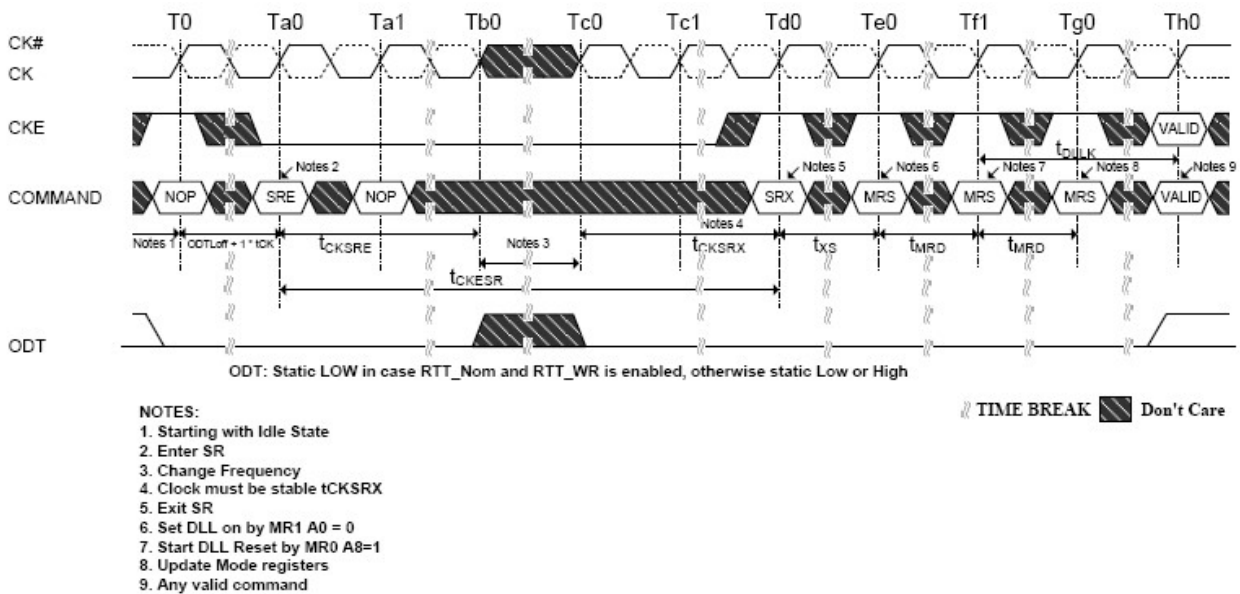 T0 Ta0 Ta1 Tb0 Tc0 Tc1 Td0 Te0 Tf1 Tg0 Th0
CK#
CK
CKE
VALID
tDLLK
Notes 2
Notes 5
Notes 6
Notes 7
Notes 8
Notes 9
COMMAND
NOP SRE NOP SRX MRS MRS MRS VALID
Notes 1
ODTLoff + 1 * tCK
tCKSRE
Notes 3
Notes 4
tCKSRX
tXS
tMRD
tMRD
tCKESR
ODT
ODT: Static LOW in case RTT_Nom and RTT_WR is enabled, otherwise static Low or High
NOTES:
1. Starting with Idle State
2. Enter SR
3. Change Frequency
4. Clock must be stable tCKSRX
5. Exit SR
6. Set DLL on by MR1 A0 = 0
7. Start DLL Reset by MR0 A8=1
8. Update Mode registers
9. Any valid command
TIME BREAK
Don't Care